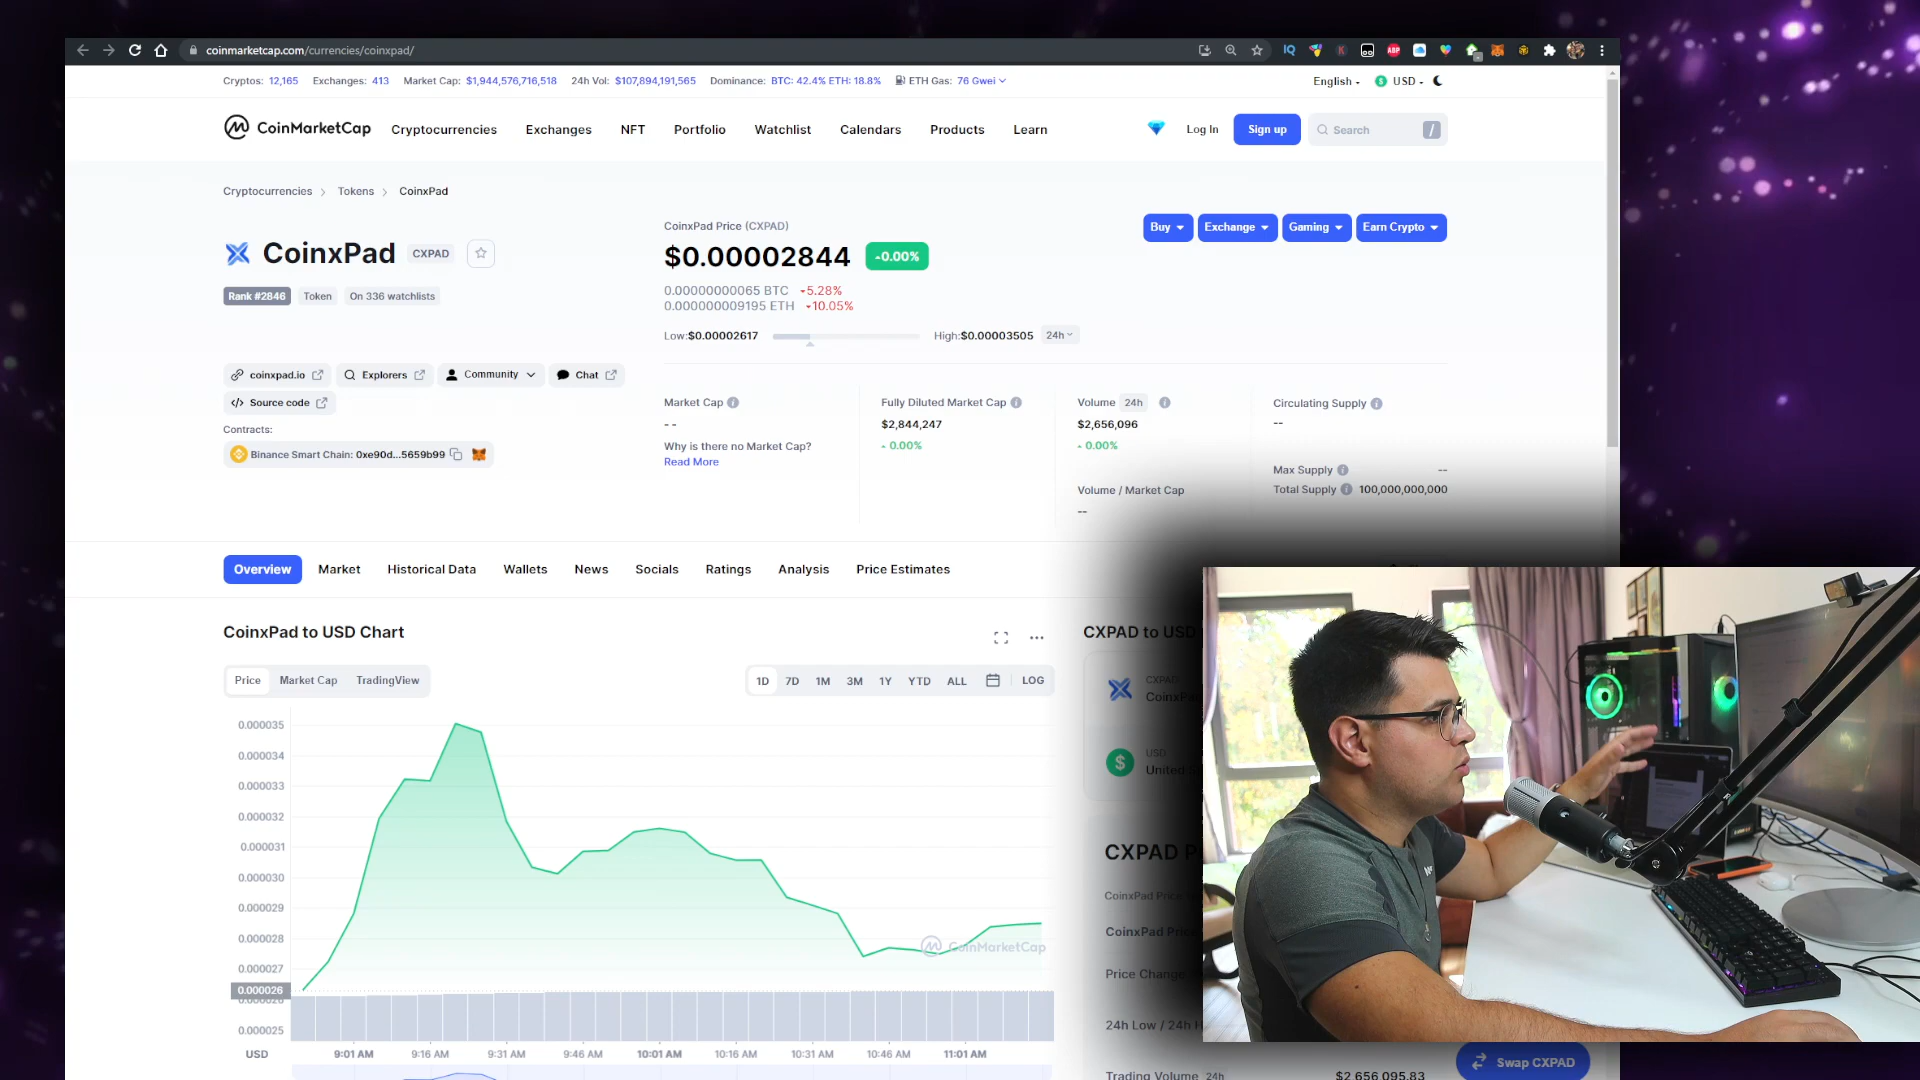 coinmarketcap.com/currencies/coinxpad/
Cryptos: 12,165 Exchanges: 413 Market Cap: $1,944,576,716,518 24h Vol: $107,894,191,565 Dominance: BTC: 42.4% ETH: 18.8% ETH Gas: 76 Gwei English USD
CoinMarketCap Cryptocurrencies Exchanges NFT Portfolio Watchlist Calendars Products Learn Log In Sign up Search /
Cryptocurrencies Tokens CoinxPad
CoinxPad CXPAD
Rank #2846 Token On 336 watchlists
coinxpad.io Explorers Community Chat
Source code
Contracts:
Binance Smart Chain: 0xe90d...5659b99
CoinxPad Price (CXPAD)
$0.00002844 0.00%
0.00000000065 BTC 5.28%
0.000000009195 ETH 10.05%
Low:$0.00002617 High:$0.00003505 24h
Buy Exchange Gaming Earn Crypto
Market Cap
- -
Why is there no Market Cap?
Read More
Fully Diluted Market Cap
$2,844,247
0.00%
Volume 24h
$2,656,096
0.00%
Volume / Market Cap
--
Circulating Supply
--
Max Supply --
Total Supply 100,000,000,000
Overview Market Historical Data Wallets News Socials Ratings Analysis Price Estimates
CoinxPad to USD Chart
Price Market Cap TradingView
1D 7D 1M 3M 1Y YTD ALL LOG
0.000035
0.000034
0.000033
0.000032
0.000031
0.000030
0.000029
0.000028
0.000027
0.000026
0.000025
CoinMarketCap
USD 9:01 AM 9:16 AM 9:31 AM 9:46 AM 10:01 AM 10:16 AM 10:31 AM 10:46 AM 11:01 AM
CXPAD to USD
CXPAD
USD
United
CXPAD
CoinxPad
Price Change
24h Low / 24h
Trading Volume 24h $2,656,095.83
Swap CXPAD